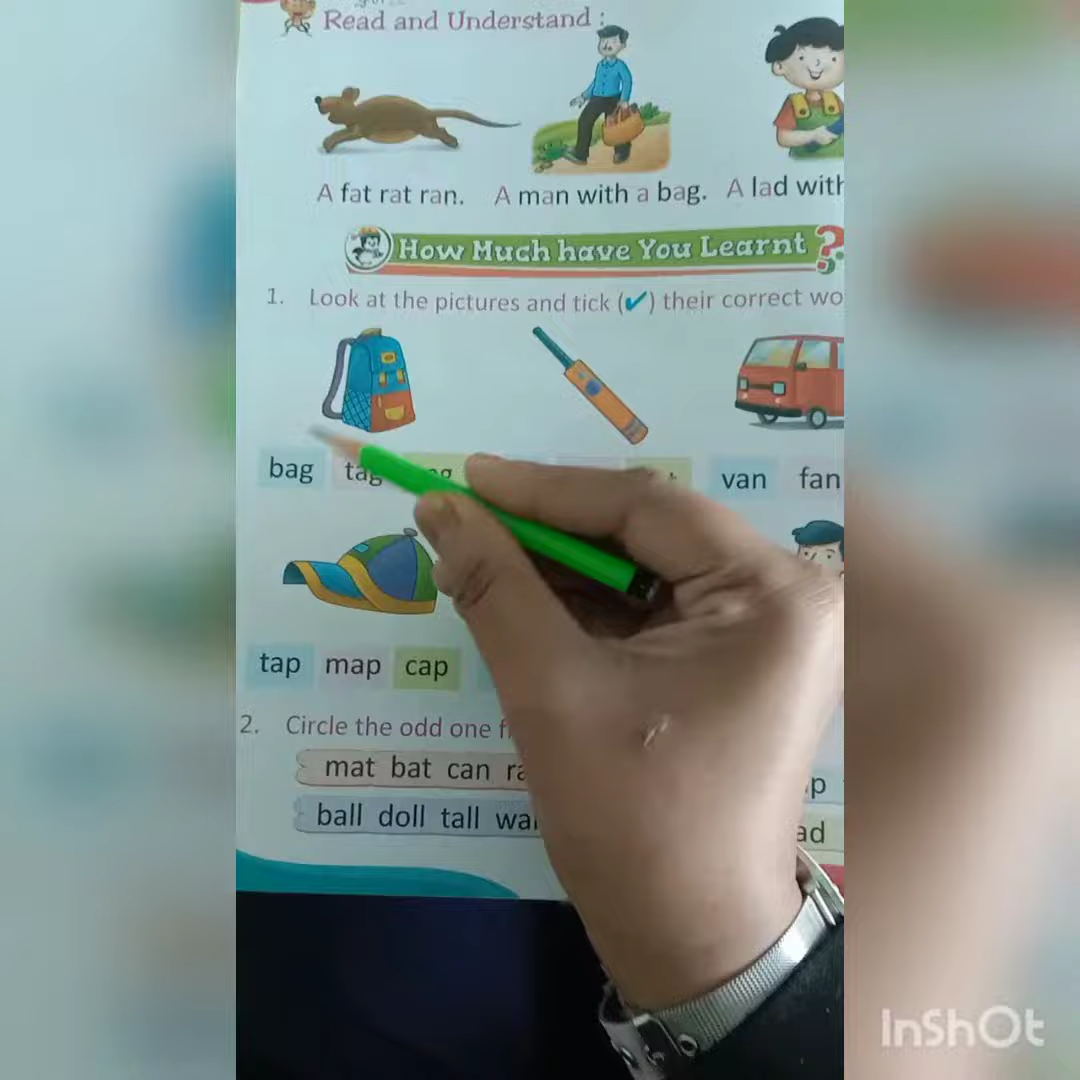 Read and Understand :
A fat rat ran. A man with a bag. A lad with
How Much have You Learnt ?
1. Look at the pictures and tick (✔) their correct
bag tag van fan
tap map cap
2. Circle the odd one
mat bat can
ball doll tall
InShOt